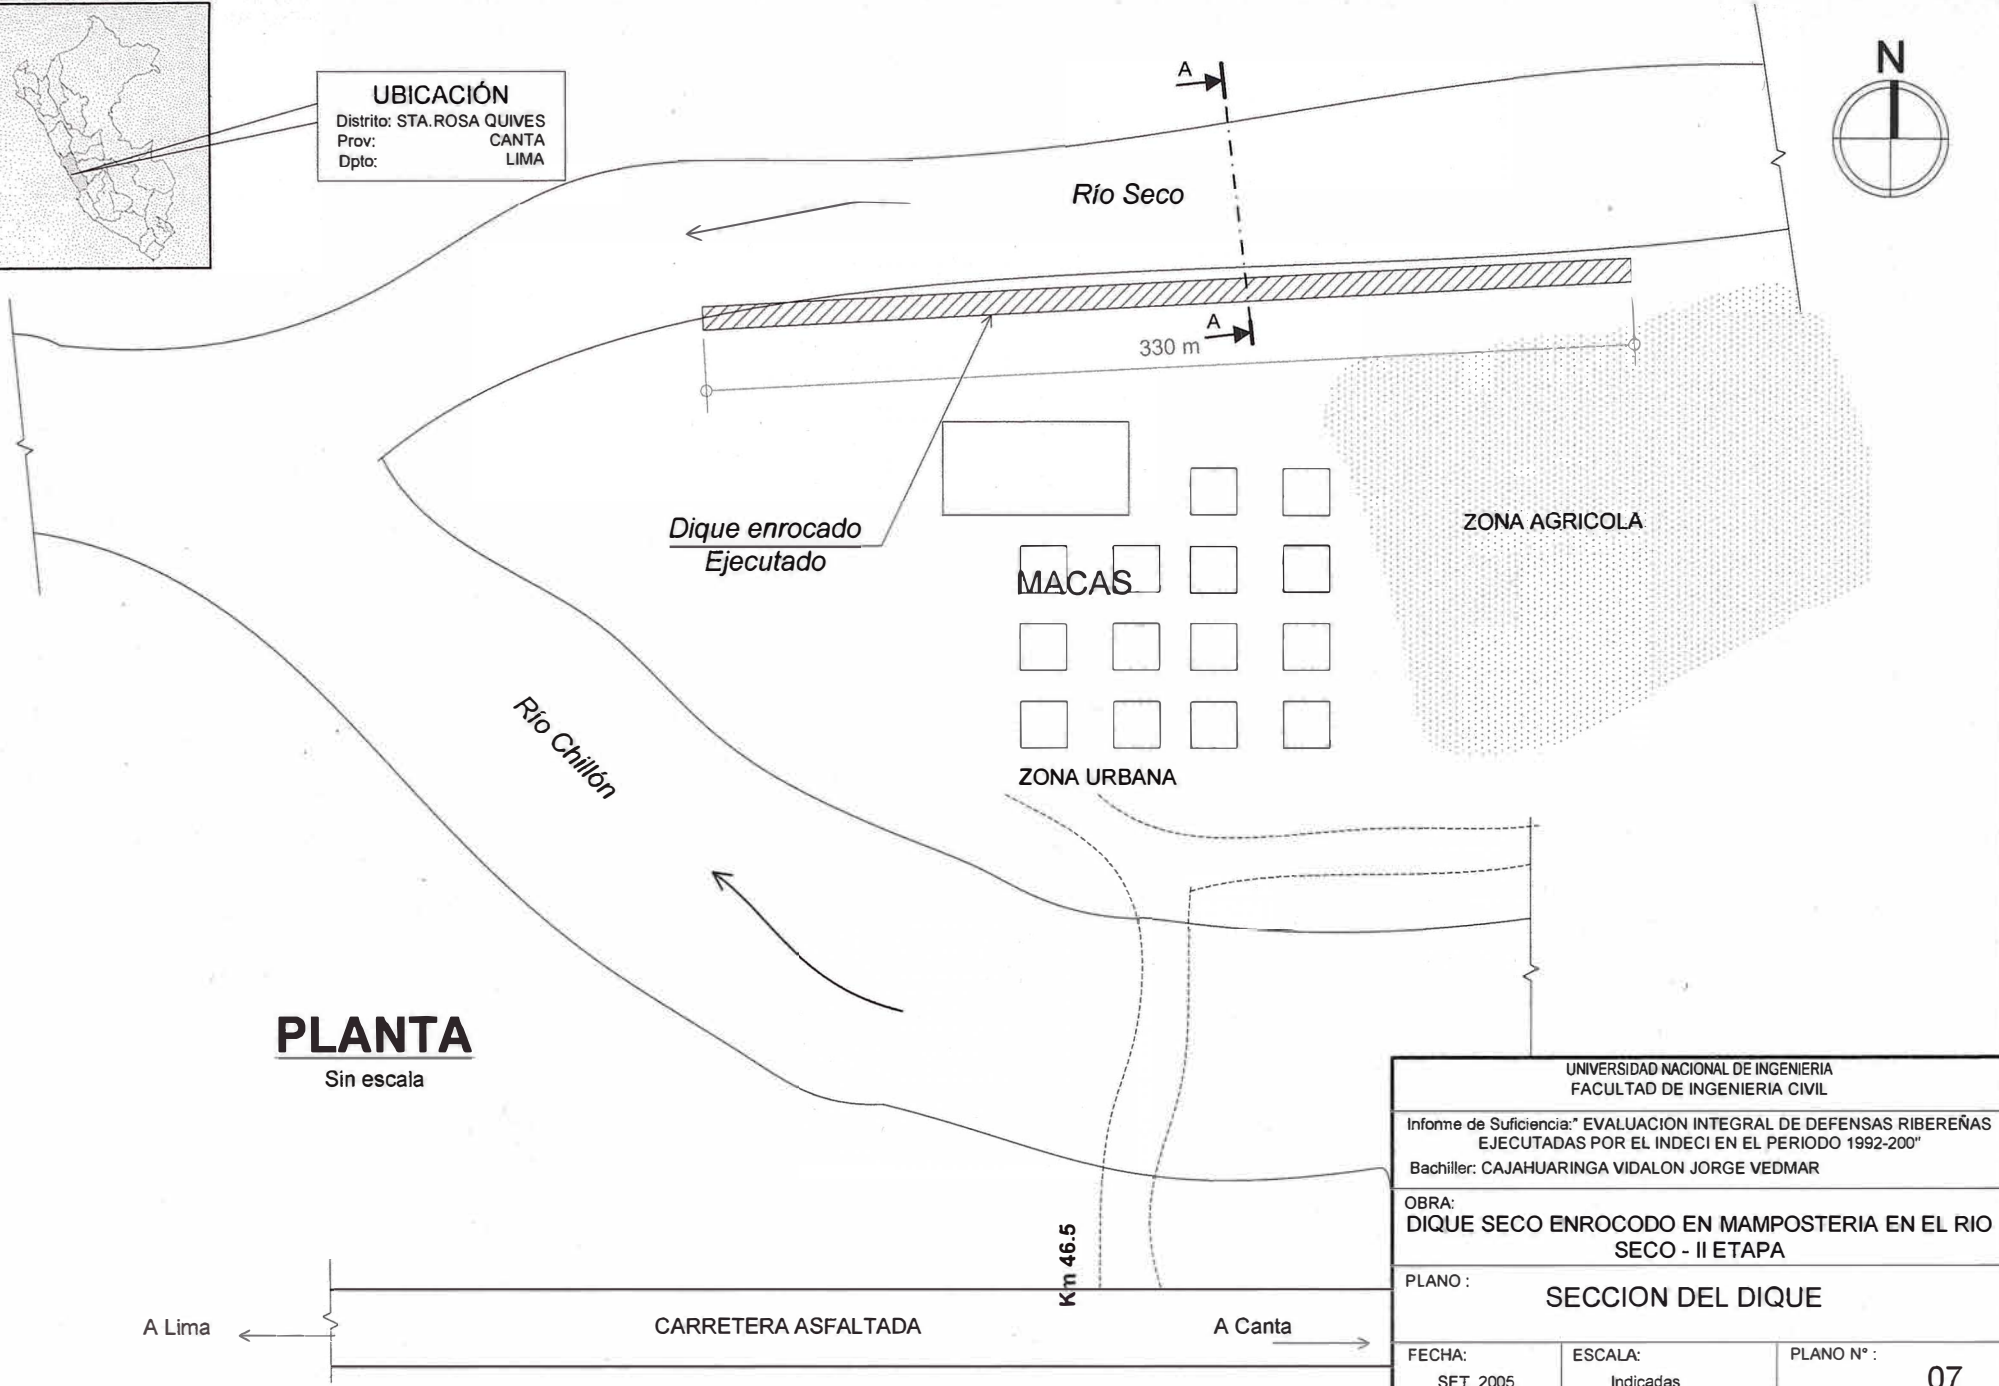 UBICACIÓN
Distrito: STA.ROSA QUIVES
Prov: CANTA
Dpto: LIMA
N
A
Río Seco
A
330 m
Dique enrocado
Ejecutado
MACAS
ZONA AGRICOLA
Río Chillón
ZONA URBANA
PLANTA
Sin escala
Km 46.5
A Lima
CARRETERA ASFALTADA
A Canta
UNIVERSIDAD NACIONAL DE INGENIERIA
FACULTAD DE INGENIERIA CIVIL
Informe de Suficiencia:" EVALUACION INTEGRAL DE DEFENSAS RIBEREÑAS
EJECUTADAS POR EL INDECI EN EL PERIODO 1992-200"
Bachiller: CAJAHUARINGA VIDALON JORGE VEDMAR
OBRA:
DIQUE SECO ENROCODO EN MAMPOSTERIA EN EL RIO
SECO - II ETAPA
PLANO :
SECCION DEL DIQUE
FECHA:
SET. 2005
ESCALA:
Indicadas
PLANO N° :
07